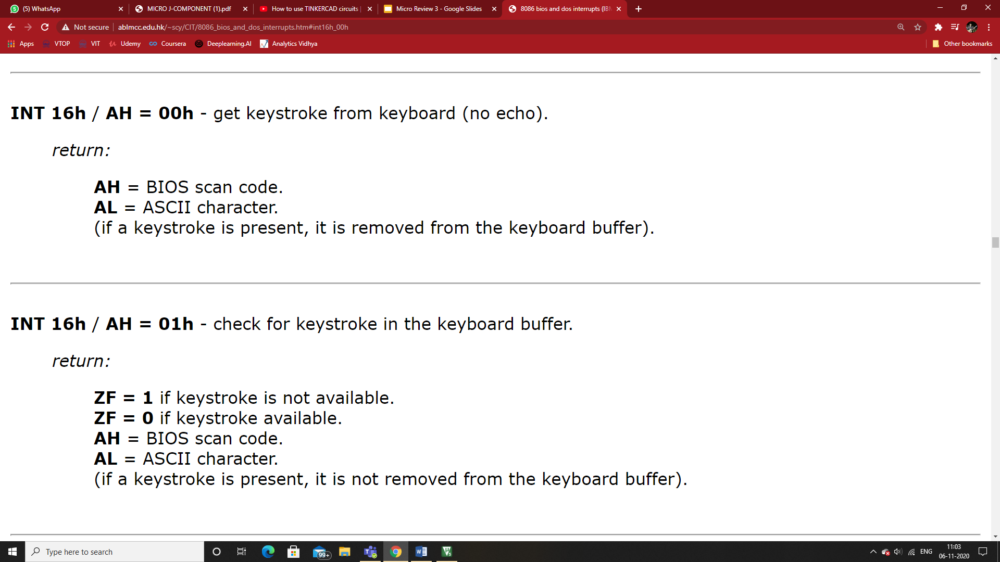 (5) WhatsApp
MICRO J-COMPONENT (1).pdf
How to use TINKERCAD circuits |
Micro Review 3 - Google Slides
8086 bios and dos interrupts (IBM
Not secure
ablmcc.edu.hk/~scy/CIT/8086_bios_and_dos_interrupts.htm#int16h_00h
Apps
VTOP
VIT
Udemy
Coursera
Deeplearning.AI
Analytics Vidhya
Other bookmarks
INT 16h / AH = 00h - get keystroke from keyboard (no echo).
return:
AH = BIOS scan code.
AL = ASCII character.
(if a keystroke is present, it is removed from the keyboard buffer).
INT 16h / AH = 01h - check for keystroke in the keyboard buffer.
return:
ZF = 1 if keystroke is not available.
ZF = 0 if keystroke available.
AH = BIOS scan code.
AL = ASCII character.
(if a keystroke is present, it is not removed from the keyboard buffer).
Type here to search
99+
ENG
11:03
06-11-2020